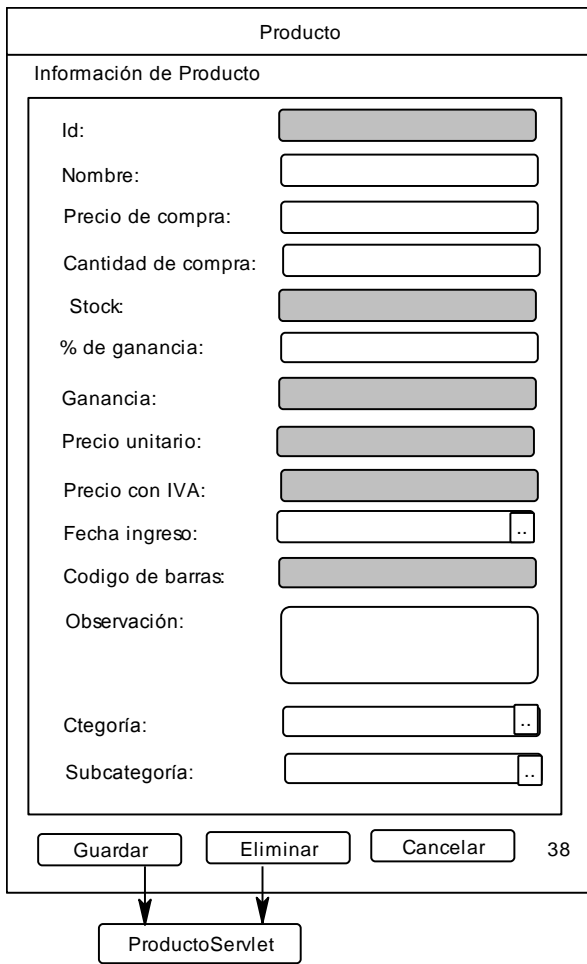 Producto
Información de Producto
Id:
Nombre:
Precio de compra:
Cantidad de compra:
Stock:
% de ganancia:
Ganancia:
Precio unitario:
Precio con IVA:
Fecha ingreso:
..
Codigo de barras:
Observación:
Ctegoría:
..
Subcategoría:
..
Guardar
Eliminar
Cancelar
38
ProductoServlet